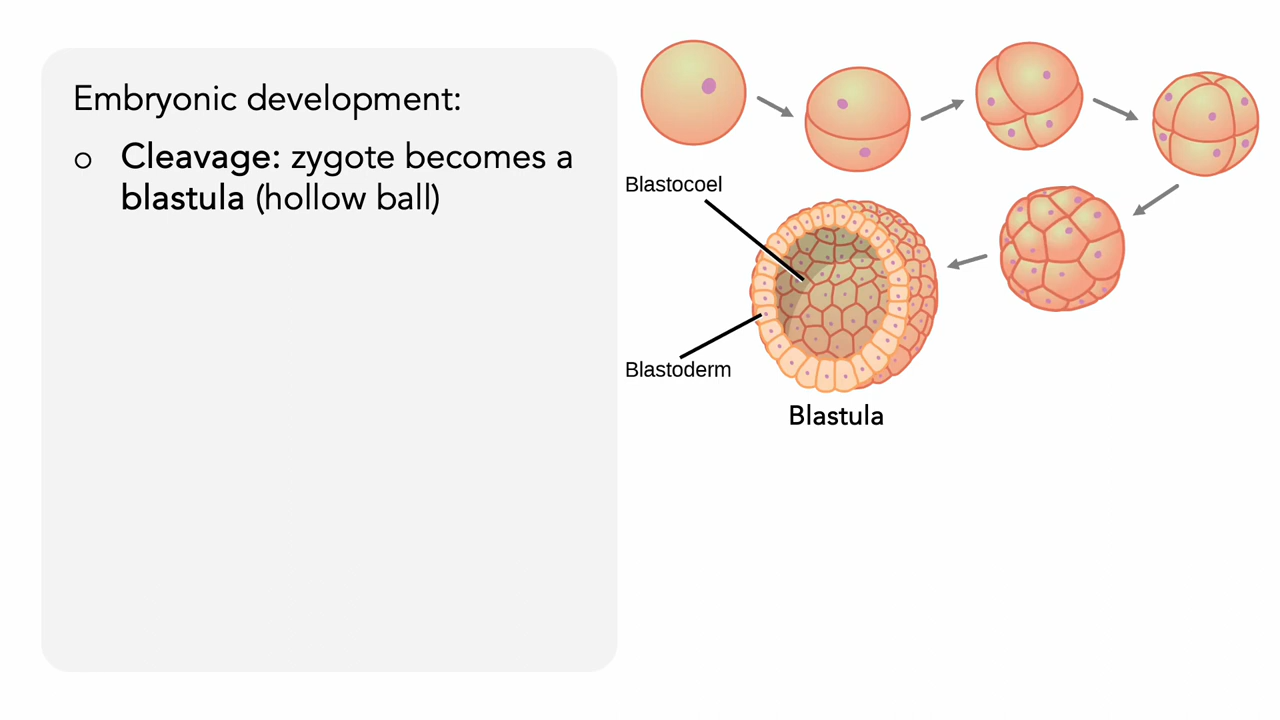 Embryonic development:
○ Cleavage: zygote becomes a
blastula (hollow ball)
Blastocoel
Blastoderm
Blastula